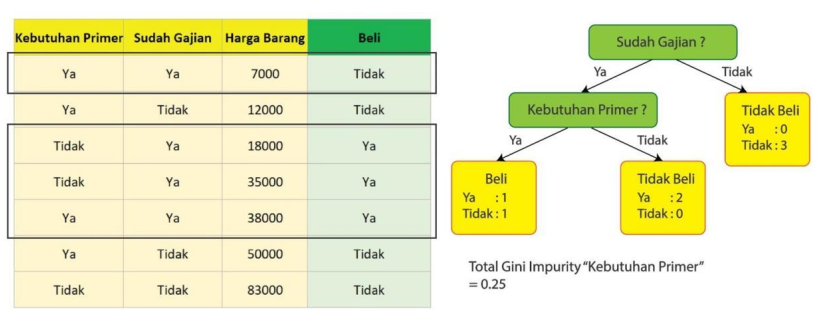 Kebutuhan Primer Sudah Gajian Harga Barang Beli
Ya Ya 7000 Tidak
Ya Tidak 12000 Tidak
Tidak Ya 18000 Ya
Tidak Ya 35000 Ya
Ya Ya 38000 Ya
Ya Tidak 50000 Tidak
Tidak Tidak 83000 Tidak
Sudah Gajian ?
Ya Tidak
Kebutuhan Primer ?
Tidak Beli
Ya : 0
Tidak : 3
Ya Tidak
Beli
Ya : 1
Tidak : 1
Tidak Beli
Ya : 2
Tidak : 0
Total Gini Impurity “Kebutuhan Primer”
= 0.25